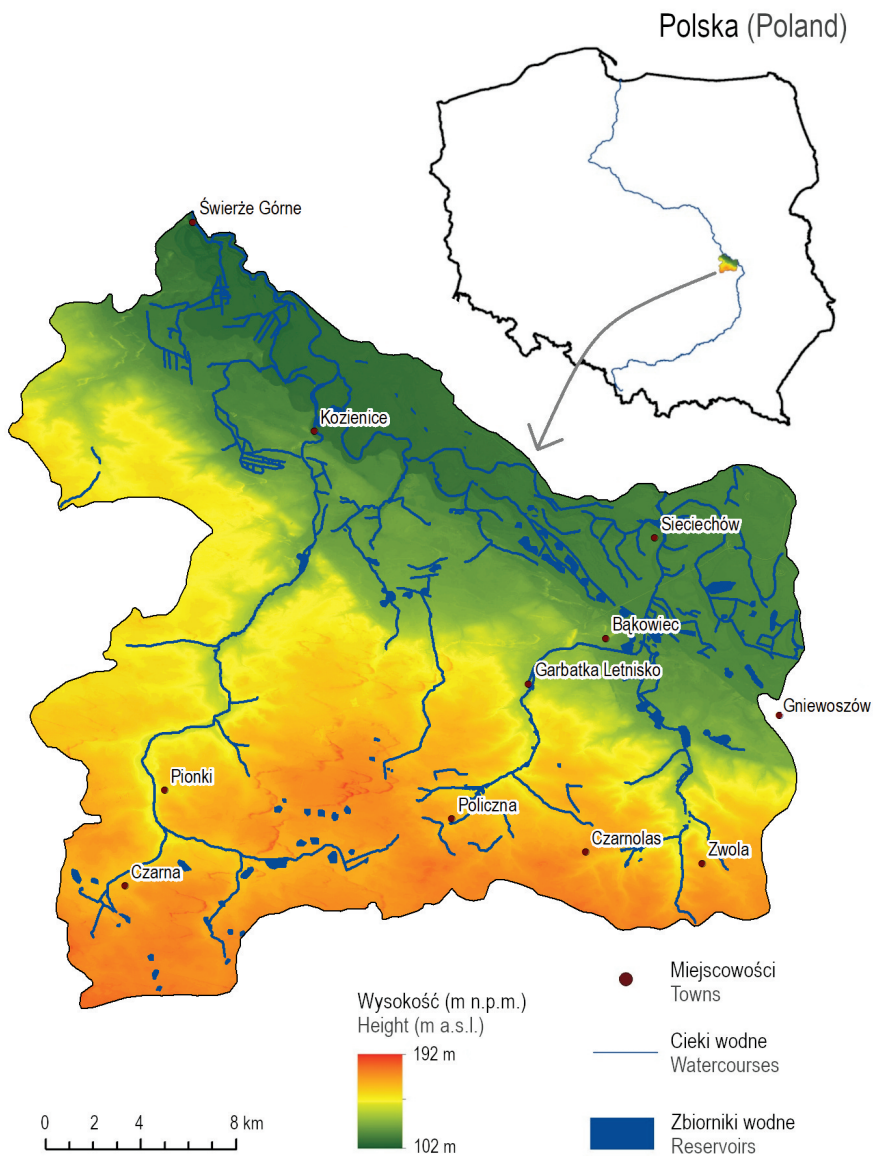 Polska (Poland)
Świerże Górne
Kozienice
Sieciechów
Bąkowiec
Garbatka Letnisko
Gniewoszów
Pionki
Policzna
Czarnolas
Zwola
Czarna
Miejscowości
Towns
Wysokość (m n.p.m.)
Height (m a.s.l.)
192 m
102 m
Cieki wodne
Watercourses
Zbiorniki wodne
Reservoirs
0 2 4 8 km